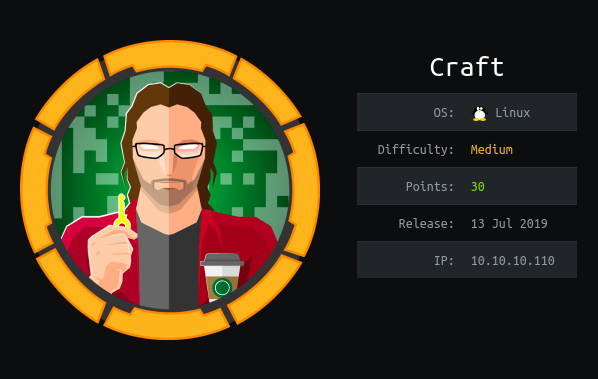 Craft
OS: Linux
Difficulty: Medium
Points: 30
Release: 13 Jul 2019
IP: 10.10.10.110